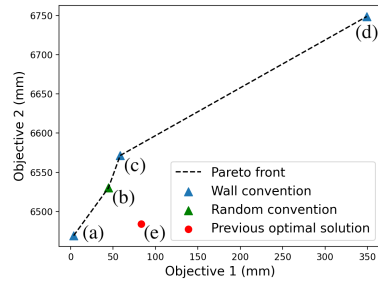 6750
6700
6650
6600
6550
6500
Objective 2 (mm)
(d)
(c)
(b)
(a)
(e)
Pareto front
Wall convention
Random convention
Previous optimal solution
0 50 100 150 200 250 300 350
Objective 1 (mm)